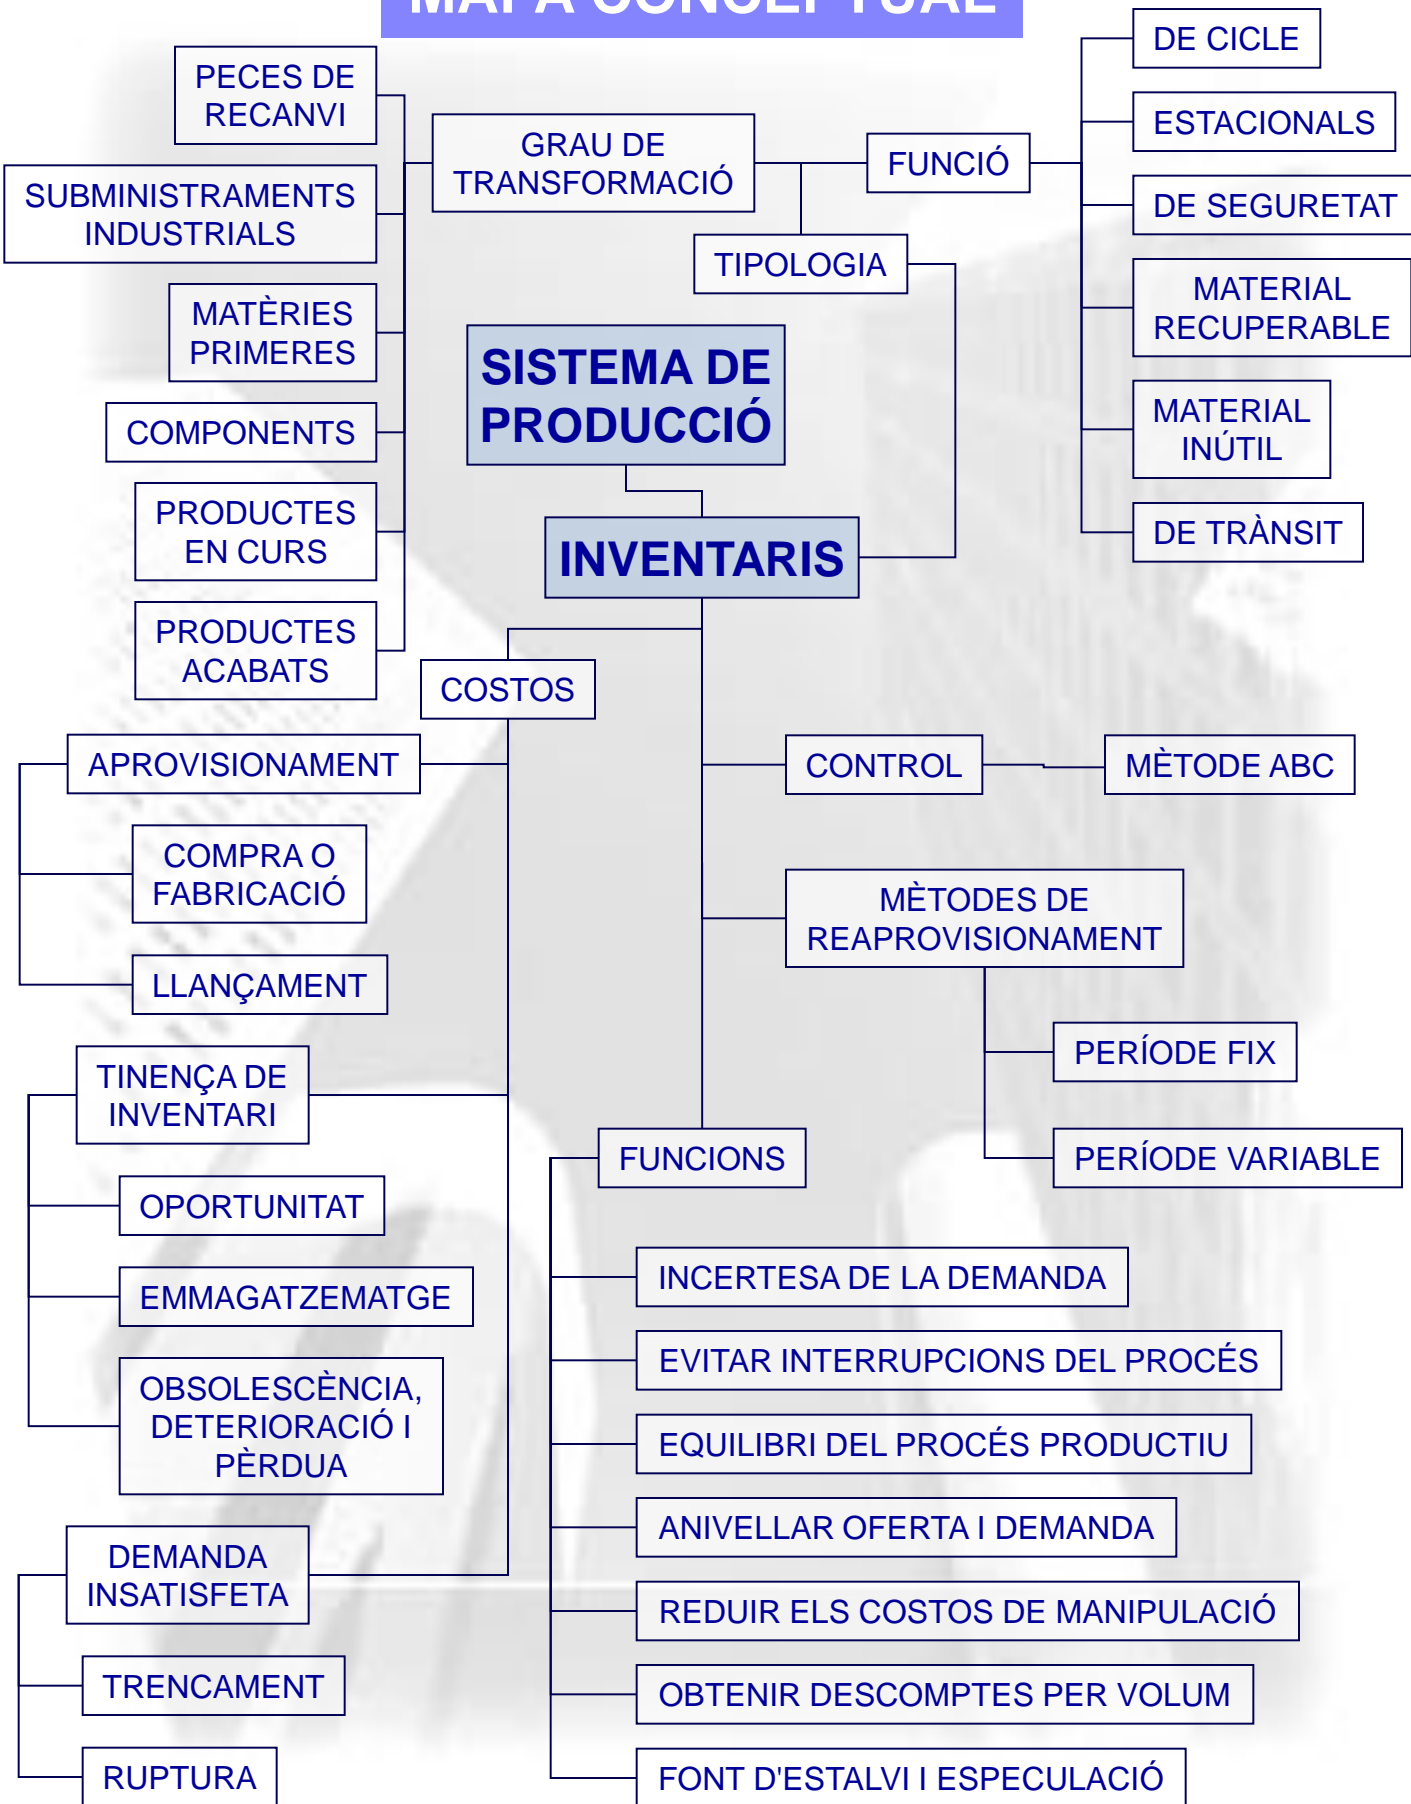 MAPA CONCEPTUAL
PECES DE
RECANVI
SUBMINISTRAMENTS
INDUSTRIALS
MATÈRIES
PRIMERES
COMPONENTS
PRODUCTES
EN CURS
PRODUCTES
ACABATS
GRAU DE
TRANSFORMACIÓ
FUNCIÓ
TIPOLOGIA
DE CICLE
ESTACIONALS
DE SEGURETAT
MATERIAL
RECUPERABLE
MATERIAL
INÚTIL
DE TRÀNSIT
SISTEMA DE
PRODUCCIÓ
INVENTARIS
COSTOS
APROVISIONAMENT
COMPRA O
FABRICACIÓ
LLANÇAMENT
TINENÇA DE
INVENTARI
OPORTUNITAT
EMMAGATZEMATGE
OBSOLESCÈNCIA,
DETERIORACIÓ I
PÈRDUA
DEMANDA
INSATISFETA
TRENCAMENT
RUPTURA
CONTROL
MÈTODE ABC
MÈTODES DE
REAPROVISIONAMENT
PERÍODE FIX
PERÍODE VARIABLE
FUNCIONS
INCERTESA DE LA DEMANDA
EVITAR INTERRUPCIONS DEL PROCÉS
EQUILIBRI DEL PROCÉS PRODUCTIU
ANIVELLAR OFERTA I DEMANDA
REDUIR ELS COSTOS DE MANIPULACIÓ
OBTENIR DESCOMPTES PER VOLUM
FONT D'ESTALVI I ESPECULACIÓ